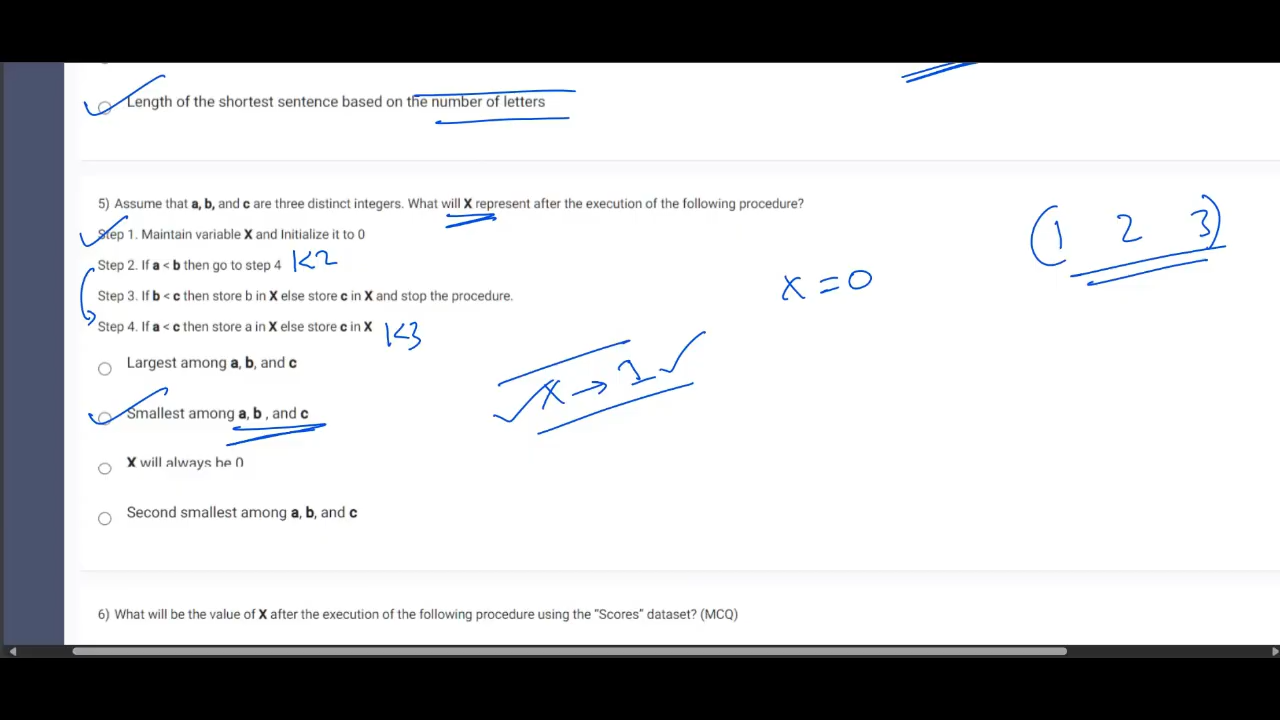 Length of the shortest sentence based on the number of letters
5) Assume that a, b, and c are three distinct integers. What will X represent after the execution of the following procedure?
Step 1. Maintain variable X and Initialize it to 0
Step 2. If a < b then go to step 4 1<2
Step 3. If b < c then store b in X else store c in X and stop the procedure.
Step 4. If a < c then store a in X else store c in X 1<3
(1 2 3)
x = 0
X → 1
Largest among a, b, and c
Smallest among a, b , and c
X will always be 0
Second smallest among a, b, and c
6) What will be the value of X after the execution of the following procedure using the "Scores" dataset? (MCQ)